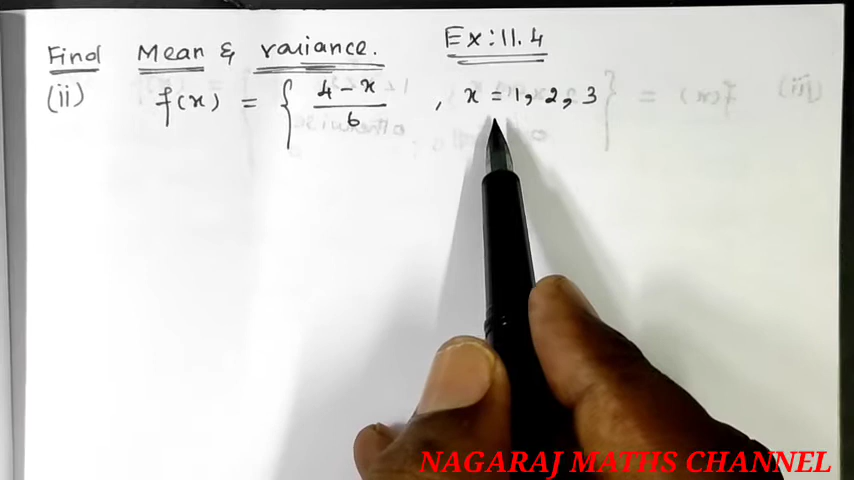 Find Mean & variance. Ex:11.4
(ii) f(x) = { 4-x/6 , x = 1, 2, 3
NAGARAJ MATHS CHANNEL